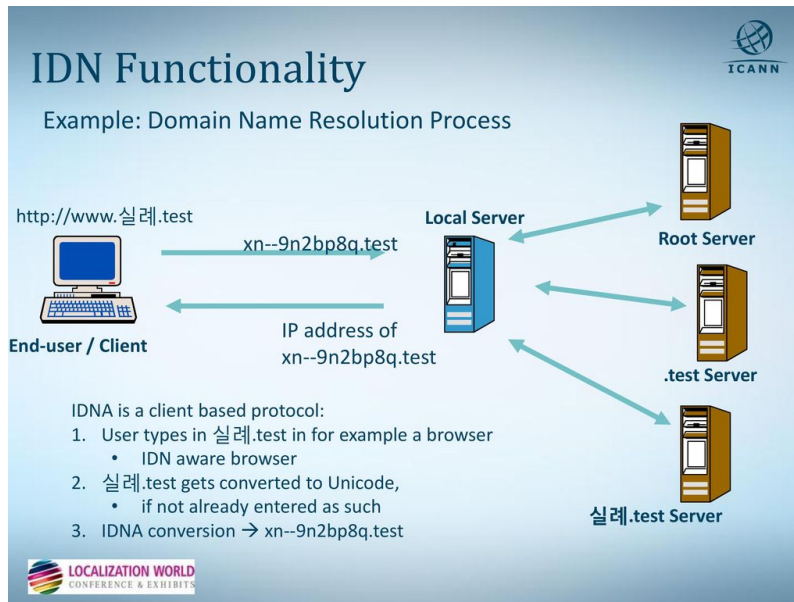 ICANN
IDN Functionality
Example: Domain Name Resolution Process
http://www.실례.test
Local Server
xn--9n2bp8q.test
Root Server
IP address of
xn--9n2bp8q.test
End-user / Client
.test Server
IDNA is a client based protocol:
1. User types in 실례.test in for example a browser
• IDN aware browser
2. 실례.test gets converted to Unicode,
• if not already entered as such
3. IDNA conversion → xn--9n2bp8q.test
실례.test Server
LOCALIZATION WORLD
CONFERENCE & EXHIBITS